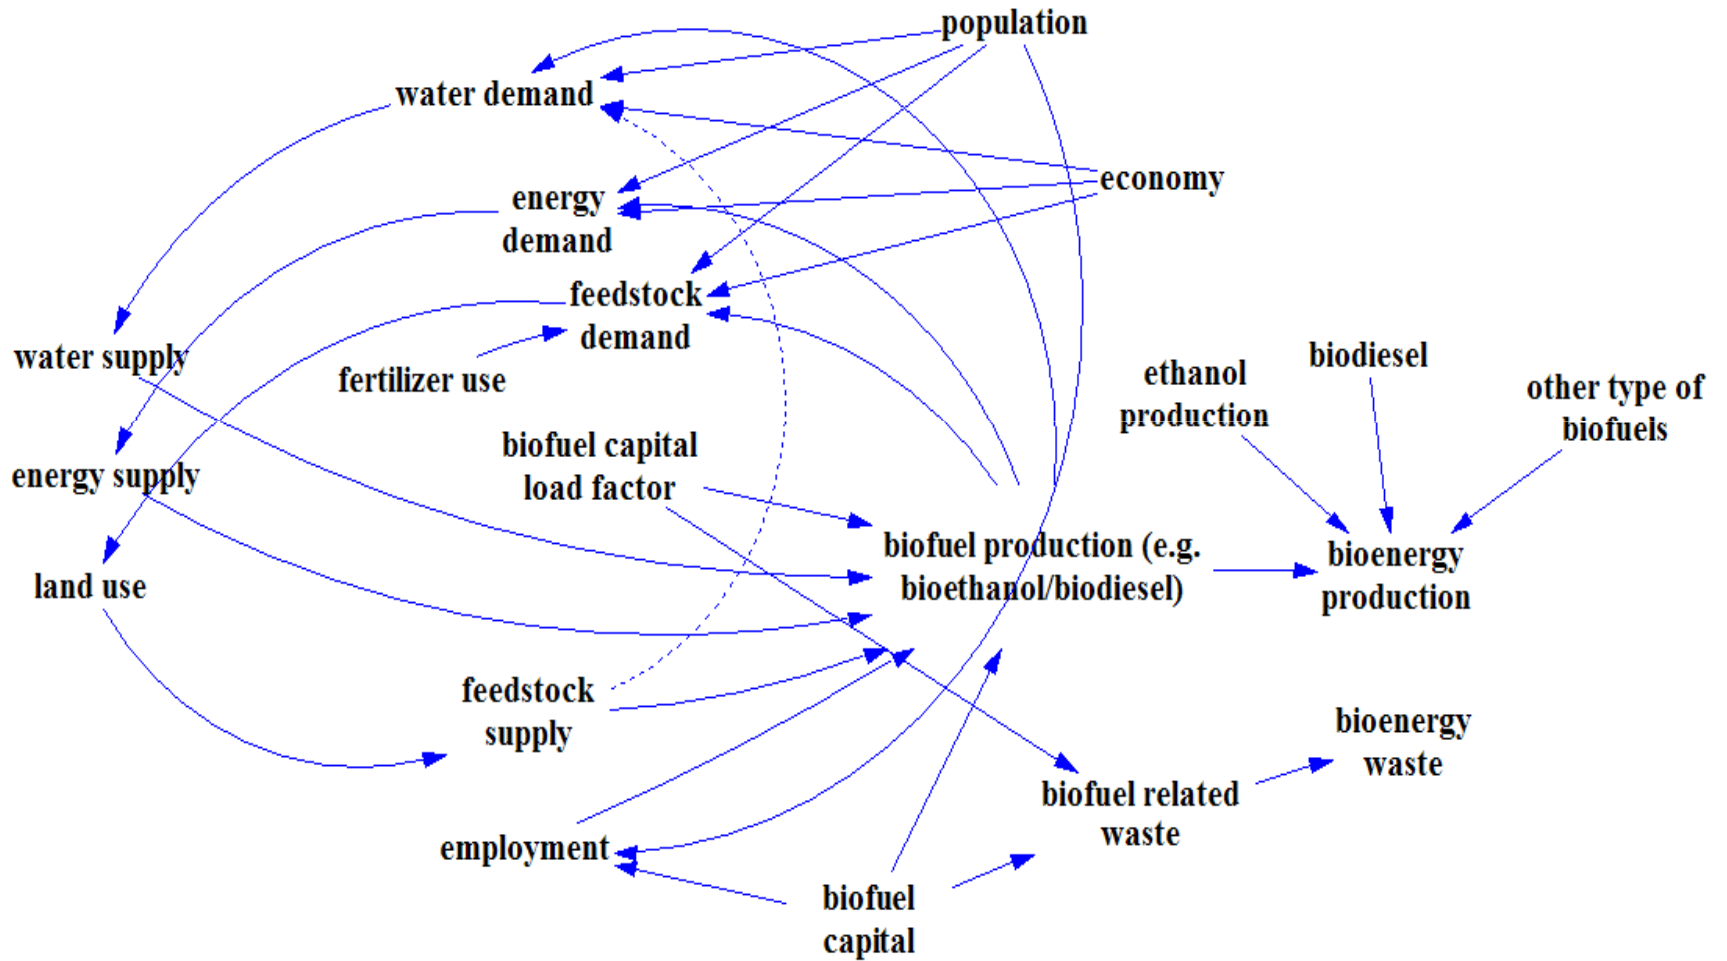 population
water demand
economy
energy
demand
feedstock
demand
water supply
fertilizer use
biodiesel
ethanol
production
other type of
biofuels
biofuel capital
load factor
energy supply
biofuel production (e.g.
bioethanol/biodiesel)
bioenergy
production
land use
feedstock
supply
bioenergy
waste
biofuel related
waste
employment
biofuel
capital